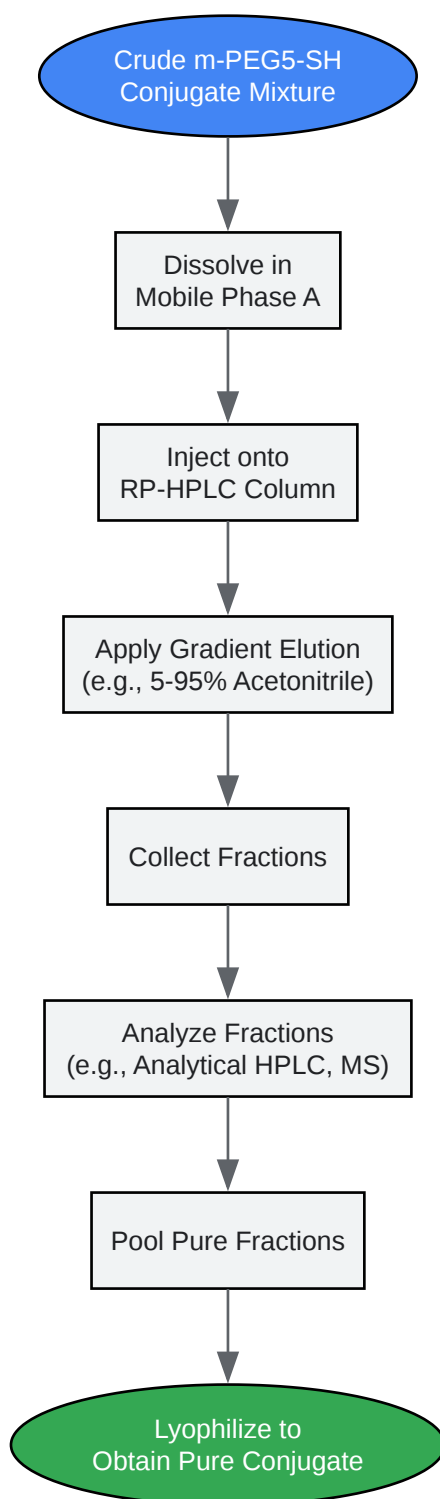 Crude m-PEG5-SH
Conjugate Mixture
Dissolve in
Mobile Phase A
Inject onto
RP-HPLC Column
Apply Gradient Elution
(e.g., 5-95% Acetonitrile)
Collect Fractions
Analyze Fractions
(e.g., Analytical HPLC, MS)
Pool Pure Fractions
Lyophilize to
Obtain Pure Conjugate